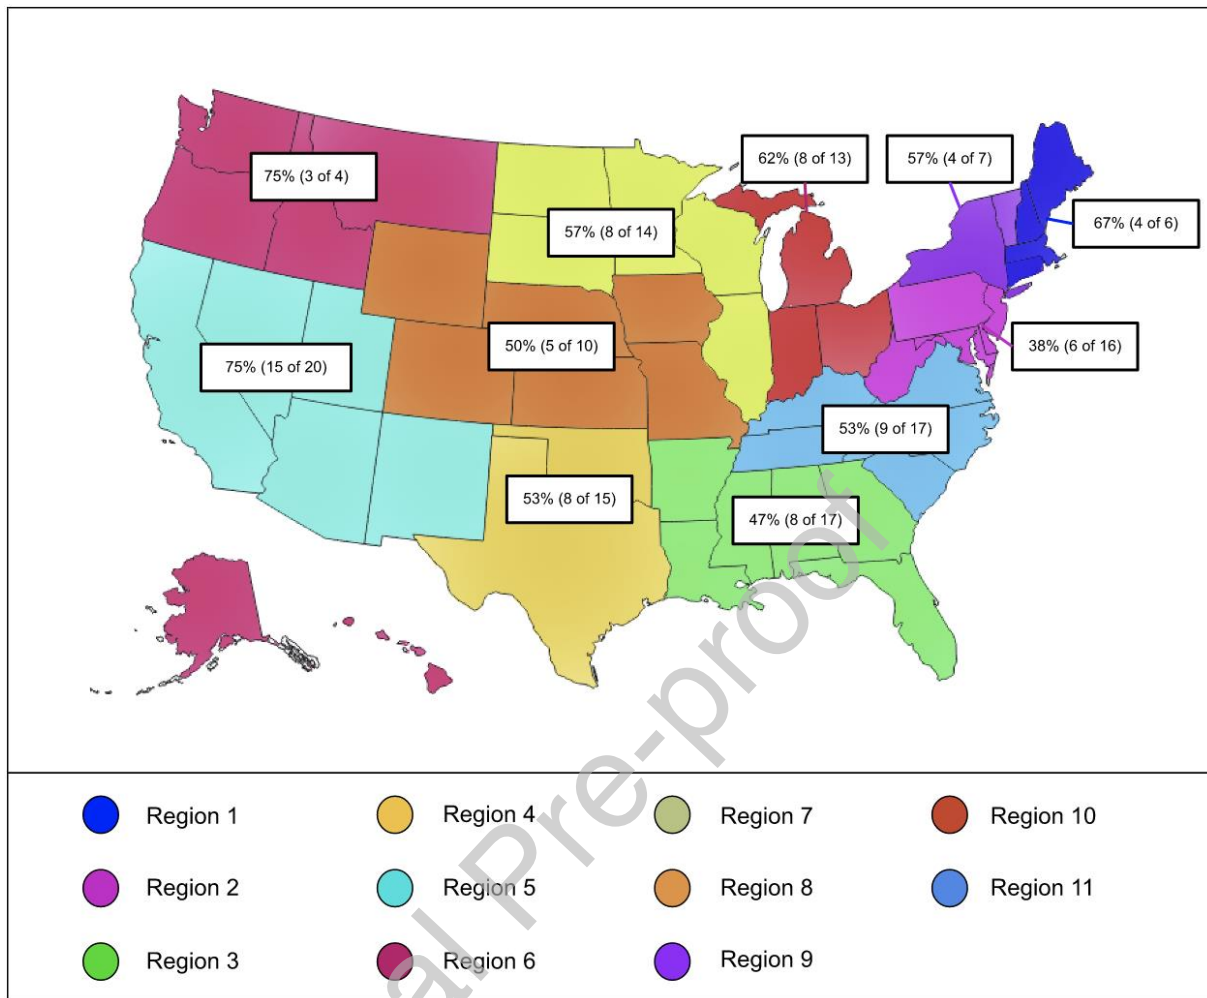 62% (8 of 13)
57% (4 of 7)
75% (3 of 4)
67% (4 of 6)
57% (8 of 14)
50% (5 of 10)
38% (6 of 16)
75% (15 of 20)
53% (9 of 17)
53% (8 of 15)
47% (8 of 17)
al Pre-proof
Region 1
Region 4
Region 7
Region 10
Region 2
Region 5
Region 8
Region 11
Region 3
Region 6
Region 9